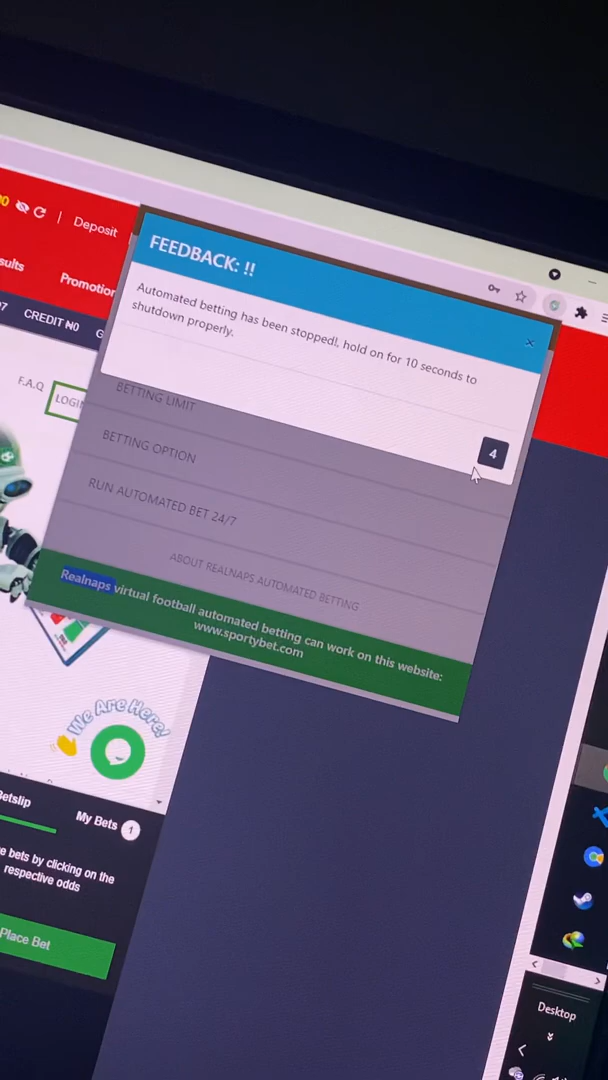 Deposit
Promotion
CREDIT ₦0
F.A.Q
FEEDBACK: !!
Automated betting has been stopped!, hold on for 10 seconds to
shutdown properly.
4
BETTING LIMIT
BETTING OPTION
RUN AUTOMATED BET 24/7
ABOUT REALNAPS AUTOMATED BETTING
Realnaps virtual football automated betting can work on this website:
www.sportybet.com
We Are Here!
My Bets 1
bets by clicking on the
respective odds
Place Bet
Desktop